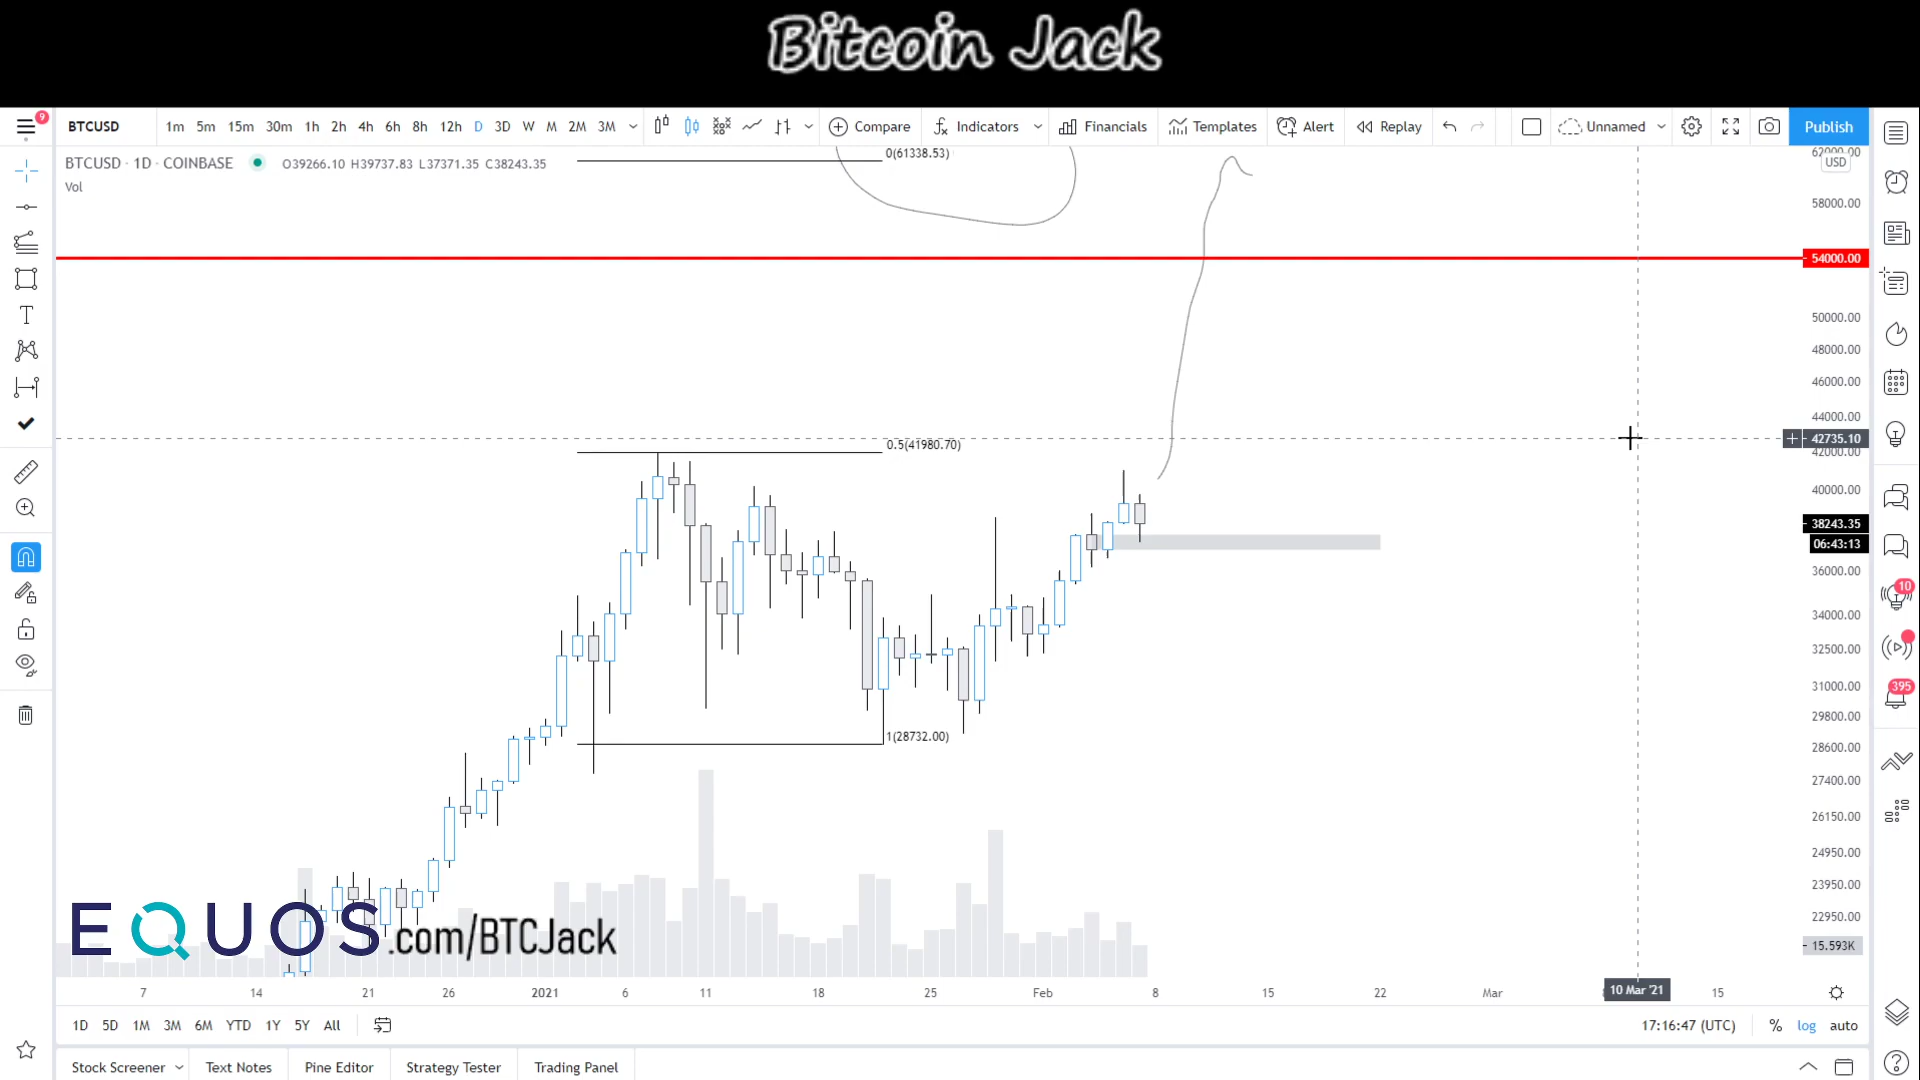 Bitcoin Jack
9
BTCUSD 1m 5m 15m 30m 1h 2h 4h 6h 8h 12h D 3D W M 2M 3M Compare Indicators Financials Templates Alert Replay Unnamed Publish
BTCUSD · 1D · COINBASE O39266.10 H39737.83 L37371.35 C38243.35
Vol
0(61338.53)
62000.00
USD
58000.00
54000.00
50000.00
48000.00
46000.00
44000.00
42735.10
0.5(41980.70)
42000.00
40000.00
38243.35
06:43:13
36000.00
10
34000.00
32500.00
31000.00
395
29800.00
1(28732.00)
28600.00
27400.00
26150.00
24950.00
23950.00
22950.00
EQUOS.com/BTCJack
15.593K
7 14 21 26 2021 6 11 18 25 Feb 8 15 22 Mar 10 Mar '21 15
1D 5D 1M 3M 6M YTD 1Y 5Y All 17:16:47 (UTC) % log auto
Stock Screener Text Notes Pine Editor Strategy Tester Trading Panel